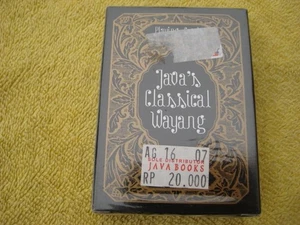 Java's
Classical
Wayang
AG 16 07
SOLE DISTRIBUTOR
JAVA BOOKS
RP 20.000